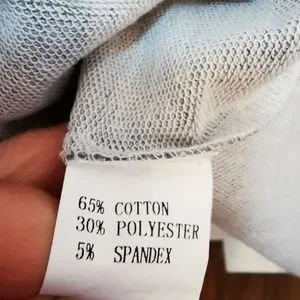 65% COTTON
30% POLYESTER
5% SPANDEX